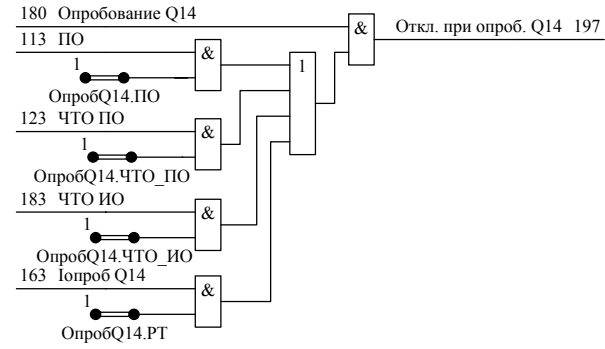 180 Опробование Q14
& Откл. при опроб. Q14 197
113 ПО
&
1
1
ОпробQ14.ПО
123 ЧТО ПО
&
1
ОпробQ14.ЧТО_ПО
183 ЧТО ИО
&
1
ОпробQ14.ЧТО_ИО
163 Iопроб Q14
&
1
ОпробQ14.РТ